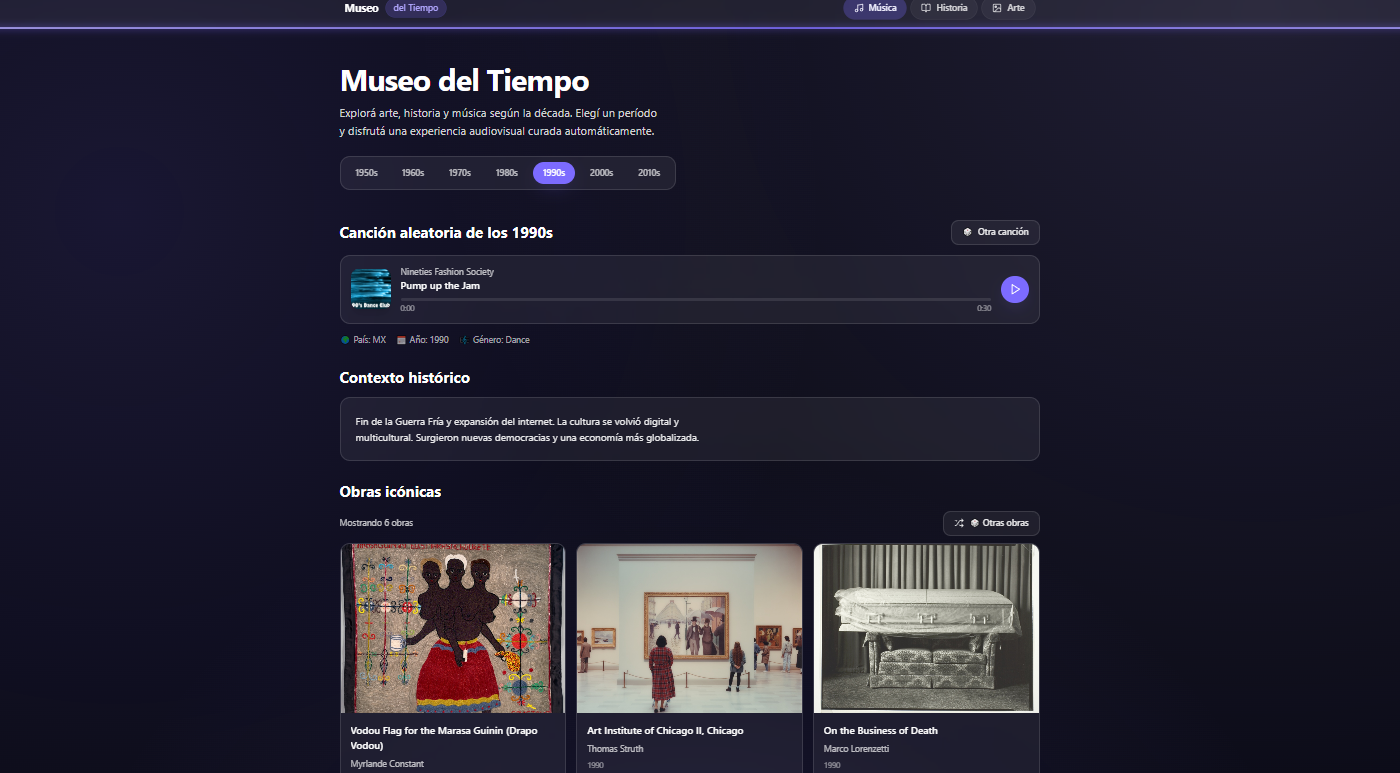 Museo del Tiempo
Música Historia Arte
Museo del Tiempo
Explorá arte, historia y música según la década. Elegí un período
y disfrutá una experiencia audiovisual curada automáticamente.
1950s 1960s 1970s 1980s 1990s 2000s 2010s
Canción aleatoria de los 1990s
Otra canción
Nineties Fashion Society
Pump up the Jam
90's Dance Club
0:00 0:30
País: MX Año: 1990 Género: Dance
Contexto histórico
Fin de la Guerra Fría y expansión del internet. La cultura se volvió digital y
multicultural. Surgieron nuevas democracias y una economía más globalizada.
Obras icónicas
Mostrando 6 obras
Otras obras
Vodou Flag for the Marasa Guinin (Drapo
Vodou)
Myrlande Constant
Art Institute of Chicago II, Chicago
Thomas Struth
1990
On the Business of Death
Marco Lorenzetti
1990